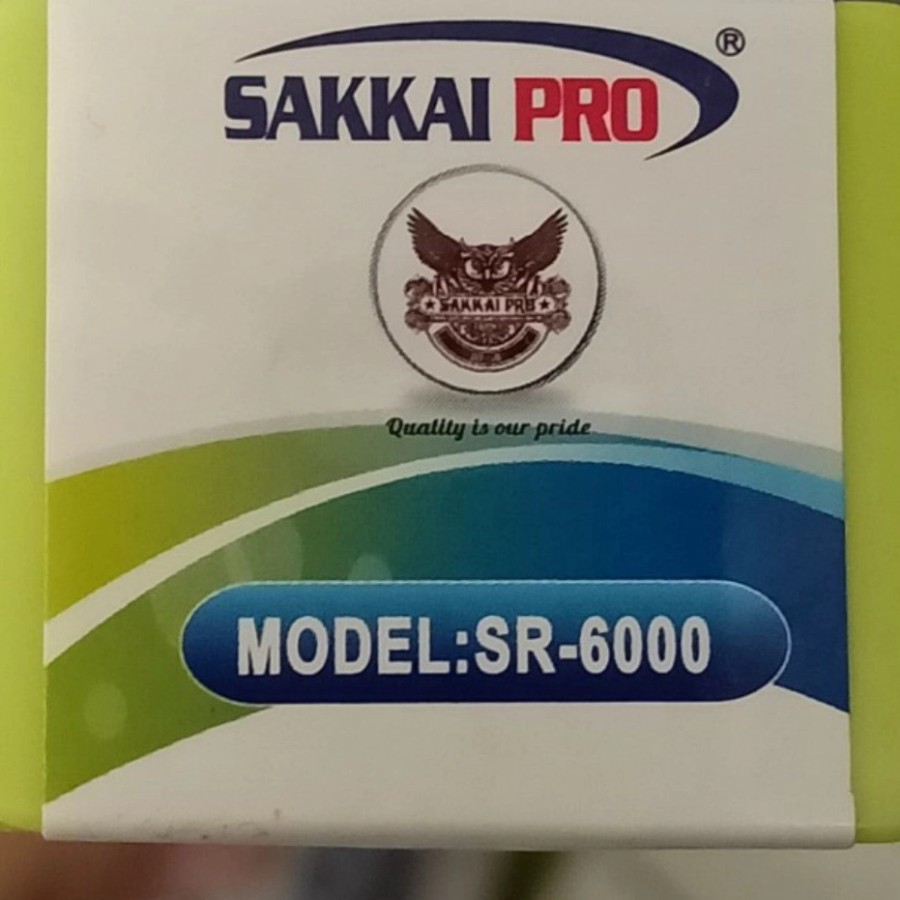 SAKKAI PRO®
SAKKAI PRO
Quality is our pride
MODEL:SR-6000